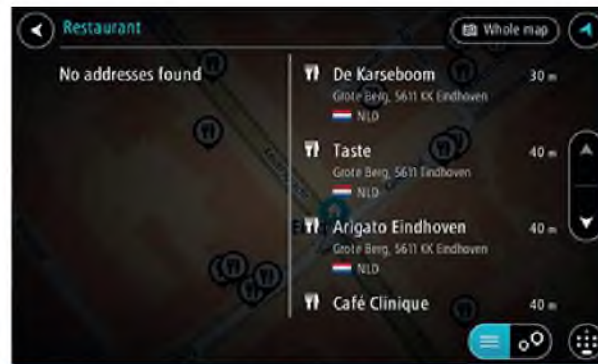 Restaurant
Whole map
No addresses found
De Karseboom
30 m
Grote Berg, 5611 KK Eindhoven
NLD
Taste
40 m
Grote Berg, 5611 Eindhoven
NLD
Arigato Eindhoven
40 m
Grote Berg, 5611 KK Eindhoven
NLD
Café Clinique
40 m